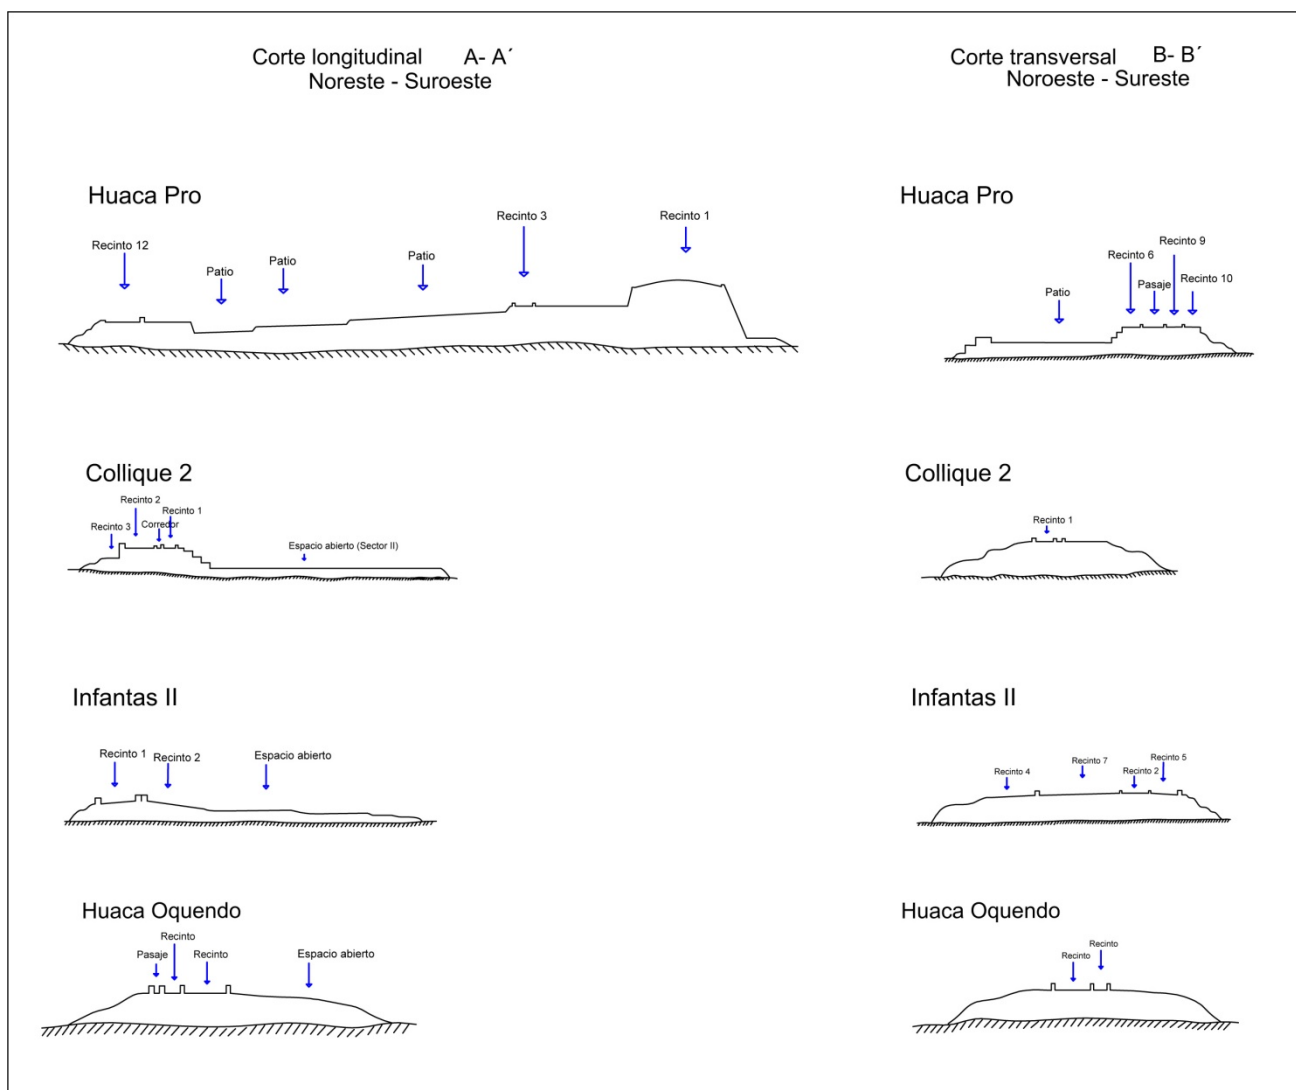 Corte longitudinal A- A´
Noreste - Suroeste
Corte transversal B- B´
Noroeste - Sureste
Huaca Pro
Recinto 12
Patio
Patio
Patio
Recinto 3
Recinto 1
Huaca Pro
Patio
Recinto 6
Pasaje
Recinto 9
Recinto 10
Collique 2
Recinto 3
Recinto 2
Corredor
Recinto 1
Espacio abierto (Sector II)
Collique 2
Recinto 1
Infantas II
Recinto 1
Recinto 2
Espacio abierto
Infantas II
Recinto 4
Recinto 7
Recinto 2
Recinto 5
Huaca Oquendo
Pasaje
Recinto
Recinto
Espacio abierto
Huaca Oquendo
Recinto
Recinto